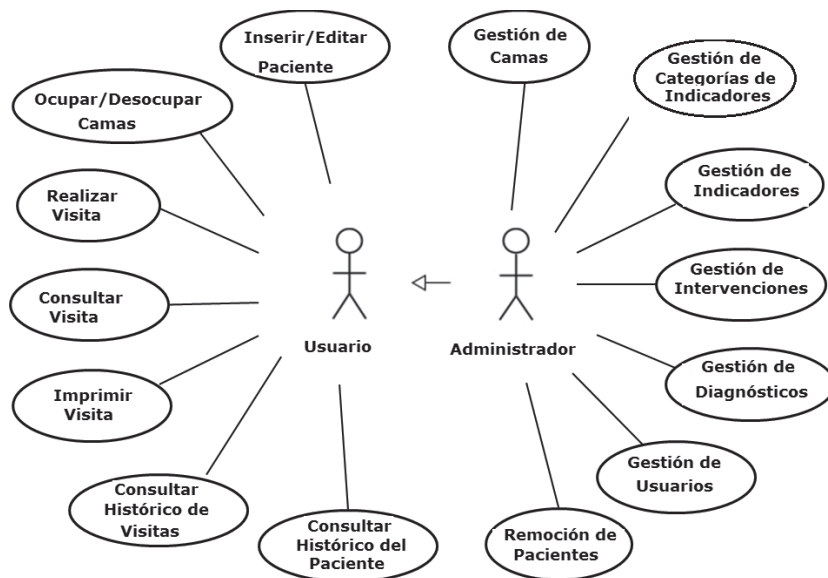 Inserir/Editar
Paciente
Gestión de
Camas
Gestión de
Categorías de
Indicadores
Ocupar/Desocupar
Camas
Gestión de
Indicadores
Realizar
Visita
Gestión de
Intervenciones
Consultar
Visita
Usuario
Administrador
Gestión de
Diagnósticos
Imprimir
Visita
Gestión de
Usuarios
Consultar
Histórico de
Visitas
Consultar
Histórico del
Paciente
Remoción de
Pacientes